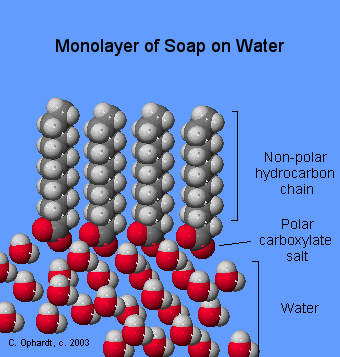 Monolayer of Soap on Water
Non-polar
hydrocarbon
chain
Polar
carboxylate
salt
Water
C. Ophardt, c. 2003